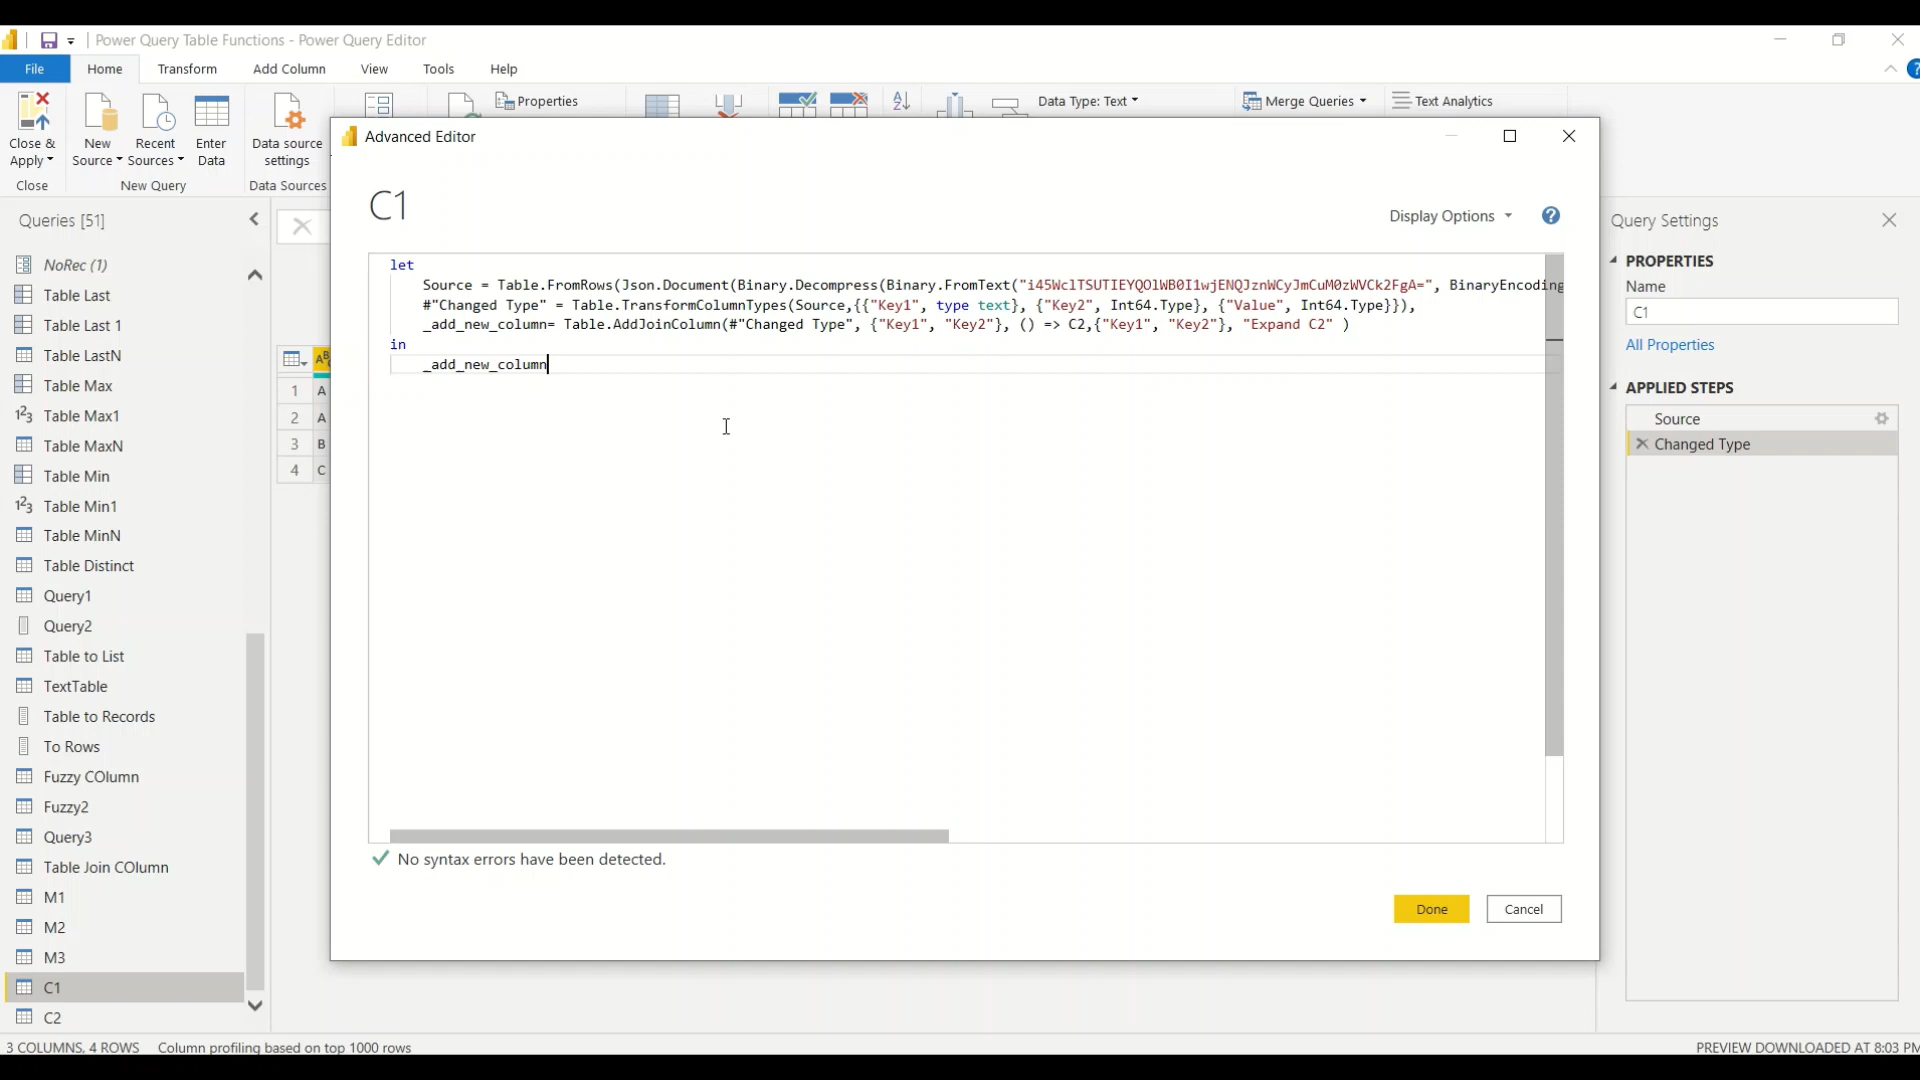 Power Query Table Functions - Power Query Editor
File Home Transform Add Column View Tools Help
Close & Apply
New Source
Recent Sources
Enter Data
Data source settings
Properties
Data Type: Text
Merge Queries
Text Analytics
Close
New Query
Data Sources
Queries [51]
NoRec (1)
Table Last
Table Last 1
Table LastN
Table Max
Table Max1
Table MaxN
Table Min
Table Min1
Table MinN
Table Distinct
Query1
Query2
Table to List
TextTable
Table to Records
To Rows
Fuzzy COlumn
Fuzzy2
Query3
Table Join COlumn
M1
M2
M3
C1
C2
1 A
2 A
3 B
4 C
Advanced Editor
C1
Display Options
let
Source = Table.FromRows(Json.Document(Binary.Decompress(Binary.FromText("i45WclTSUTIEYQOlWB0I1wjENQJznWCyJmCuM0zWVCk2FgA=", BinaryEncoding
#"Changed Type" = Table.TransformColumnTypes(Source,{{"Key1", type text}, {"Key2", Int64.Type}, {"Value", Int64.Type}}),
_add_new_column= Table.AddJoinColumn(#"Changed Type", {"Key1", "Key2"}, () => C2,{"Key1", "Key2"}, "Expand C2" )
in
_add_new_column
No syntax errors have been detected.
Done
Cancel
Query Settings
PROPERTIES
Name
C1
All Properties
APPLIED STEPS
Source
Changed Type
3 COLUMNS, 4 ROWS Column profiling based on top 1000 rows
PREVIEW DOWNLOADED AT 8:03 PM